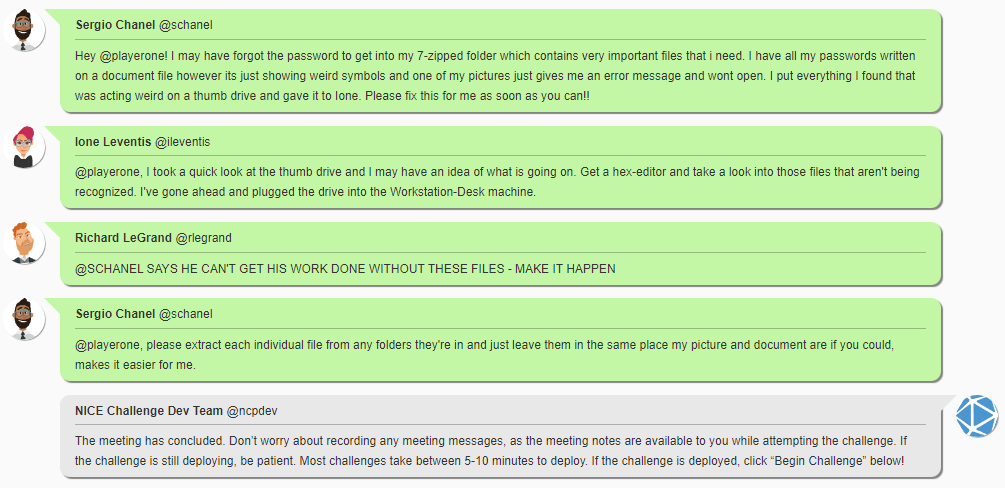 Sergio Chanel @schanel
Hey @playerone! I may have forgot the password to get into my 7-zipped folder which contains very important files that i need. I have all my passwords written
on a document file however its just showing weird symbols and one of my pictures just gives me an error message and wont open. I put everything I found that
was acting weird on a thumb drive and gave it to Ione. Please fix this for me as soon as you can!!
Ione Leventis @ileventis
@playerone, I took a quick look at the thumb drive and I may have an idea of what is going on. Get a hex-editor and take a look into those files that aren't being
recognized. I've gone ahead and plugged the drive into the Workstation-Desk machine.
Richard LeGrand @rlegrand
@SCHANEL SAYS HE CAN'T GET HIS WORK DONE WITHOUT THESE FILES - MAKE IT HAPPEN
Sergio Chanel @schanel
@playerone, please extract each individual file from any folders they're in and just leave them in the same place my picture and document are if you could,
makes it easier for me.
NICE Challenge Dev Team @ncpdev
The meeting has concluded. Don't worry about recording any meeting messages, as the meeting notes are available to you while attempting the challenge. If
the challenge is still deploying, be patient. Most challenges take between 5-10 minutes to deploy. If the challenge is deployed, click “Begin Challenge” below!